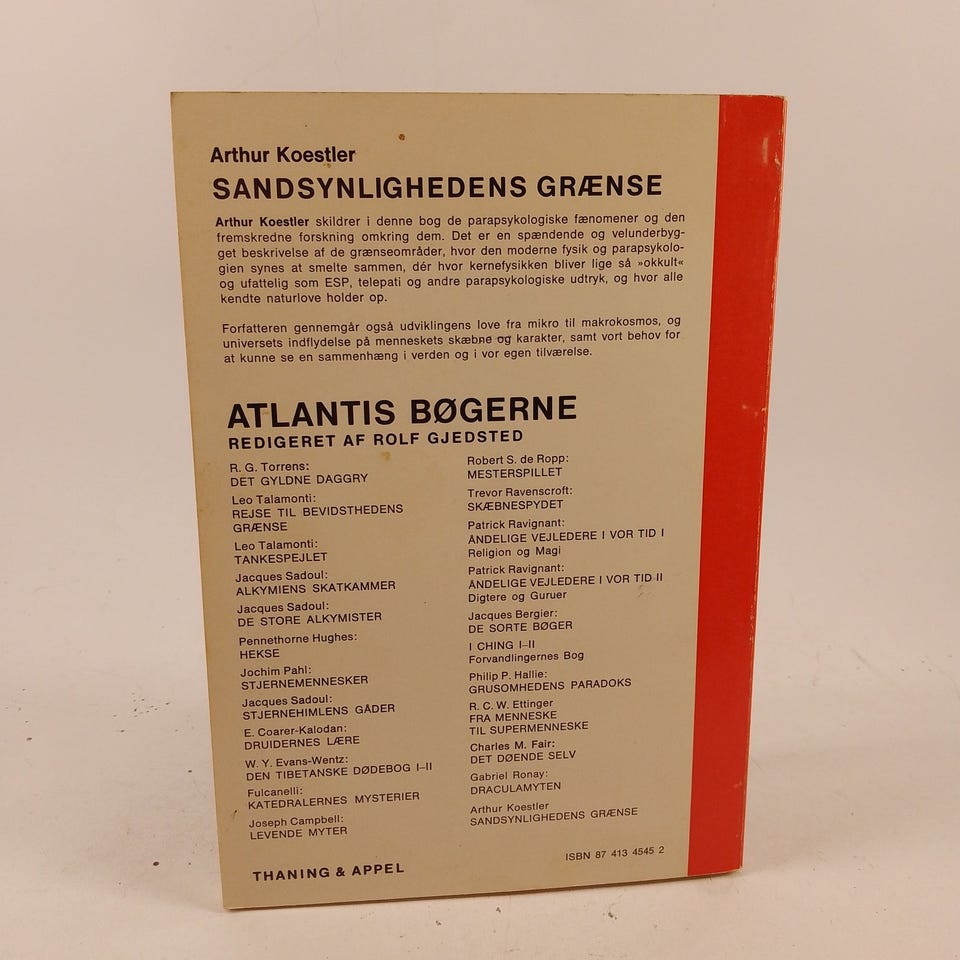 Arthur Koestler
SANDSYNLIGHEDENS GRÆNSE
Arthur Koestler skildrer i denne bog de parapsykologiske fænomener og den
fremskredne forskning omkring dem. Det er en spændende og velunderbyg-
get beskrivelse af de grænseområder, hvor den moderne fysik og parapsykolo-
gien synes at smelte sammen, dér hvor kernefysikken bliver lige så »okkult«
og ufattelig som ESP, telepati og andre parapsykologiske udtryk, og hvor alle
kendte naturlove holder op.
Forfatteren gennemgår også udviklingens love fra mikro til makrokosmos, og
universets indflydelse på menneskets skæbne og karakter, samt vort behov for
at kunne se en sammenhæng i verden og i vor egen tilværelse.
ATLANTIS BØGERNE
REDIGERET AF ROLF GJEDSTED
R. G. Torrens:
DET GYLDNE DAGGRY
Leo Talamonti:
REJSE TIL BEVIDSTHEDENS
GRÆNSE
Leo Talamonti:
TANKESPEJLET
Jacques Sadoul:
ALKYMIENS SKATKAMMER
Jacques Sadoul:
DE STORE ALKYMISTER
Pennethorne Hughes:
HEKSE
Jochim Pahl:
STJERNEMENNESKER
Jacques Sadoul:
STJERNEHIMLENS GÅDER
E. Coarer-Kalodan:
DRUIDERNES LÆRE
W. Y. Evans-Wentz:
DEN TIBETANSKE DØDEBOG I–II
Fulcanelli:
KATEDRALERNES MYSTERIER
Joseph Campbell:
LEVENDE MYTER
Robert S. de Ropp:
MESTERSPILLET
Trevor Ravenscroft:
SKÆBNESPYDET
Patrick Ravignant:
ÅNDELIGE VEJLEDERE I VOR TID I
Religion og Magi
Patrick Ravignant:
ÅNDELIGE VEJLEDERE I VOR TID II
Digtere og Guruer
Jacques Bergier:
DE SORTE BØGER
I CHING I–II
Forvandlingernes Bog
Philip P. Hallie:
GRUSOMHEDENS PARADOKS
R. C. W. Ettinger
FRA MENNESKE
TIL SUPERMENNESKE
Charles M. Fair:
DET DØENDE SELV
Gabriel Ronay:
DRACULAMYTEN
Arthur Koestler
SANDSYNLIGHEDENS GRÆNSE
THANING & APPEL
ISBN 87 413 4545 2